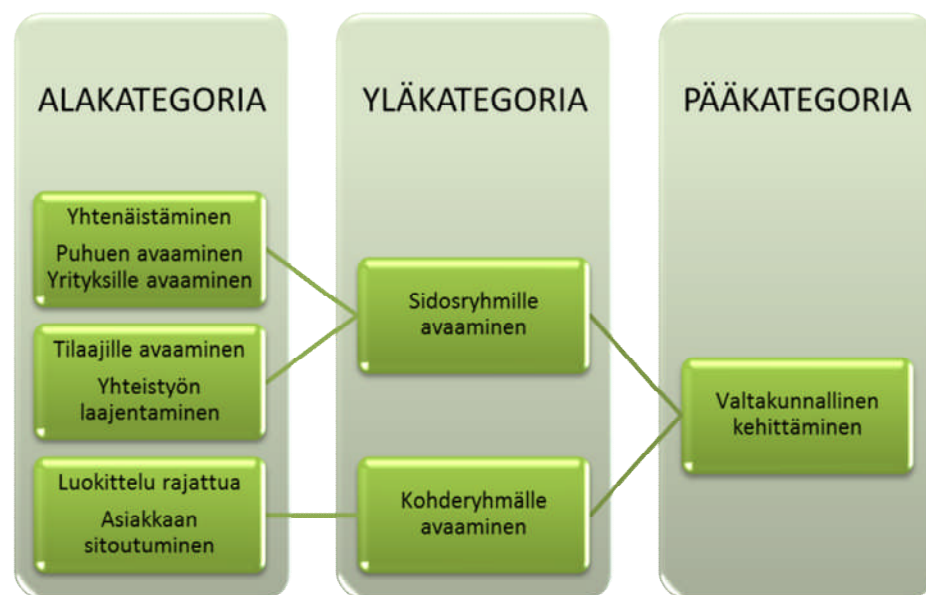 ALAKATEGORIA
Yhtenäistäminen
Puhuen avaaminen
Yrityksille avaaminen
Tilaajille avaaminen
Yhteistyön
laajentaminen
Luokittelu rajattua
Asiakkaan
sitoutuminen
YLÄKATEGORIA
Sidosryhmille
avaaminen
Kohderyhmälle
avaaminen
PÄÄKATEGORIA
Valtakunnallinen
kehittäminen